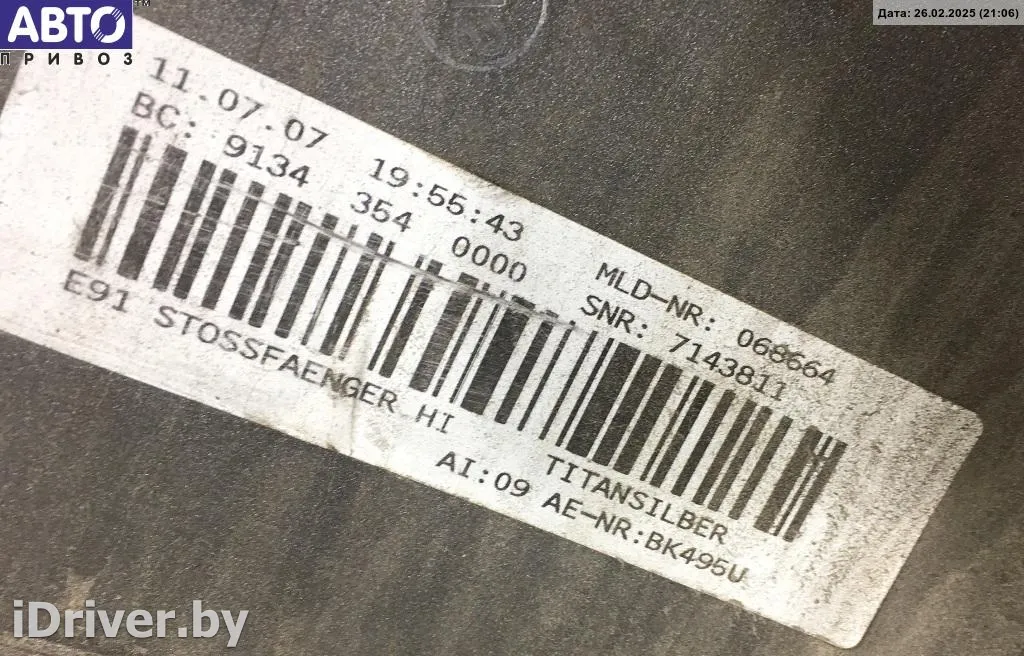 АВТО™
ПРИВОЗ
Дата: 26.02.2025 (21:06)
11.07.07 19:55:43 MLD-NR: 068664
BC: 9134 354 0000 SNR: 7143811
E91 STOSSFAENGER HI TITANSILBER
AI:09 AE-NR:BK495U
iDriver.by